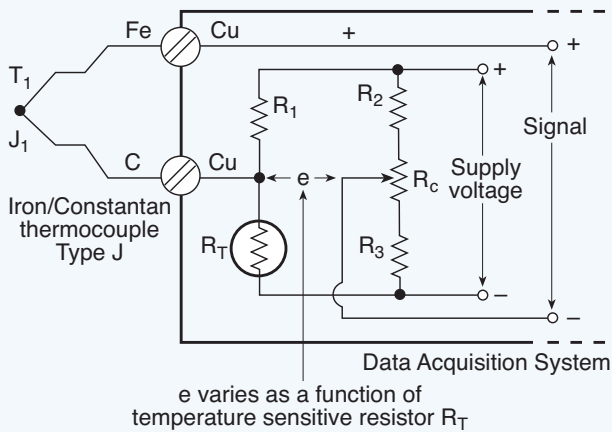 Fe
Cu
+
+
T1
J1
C
Cu
R1
e
RT
R2
Rc
R3
+
Supply
voltage
−
Signal
−
Iron/Constantan
thermocouple
Type J
Data Acquisition System
e varies as a function of
temperature sensitive resistor RT